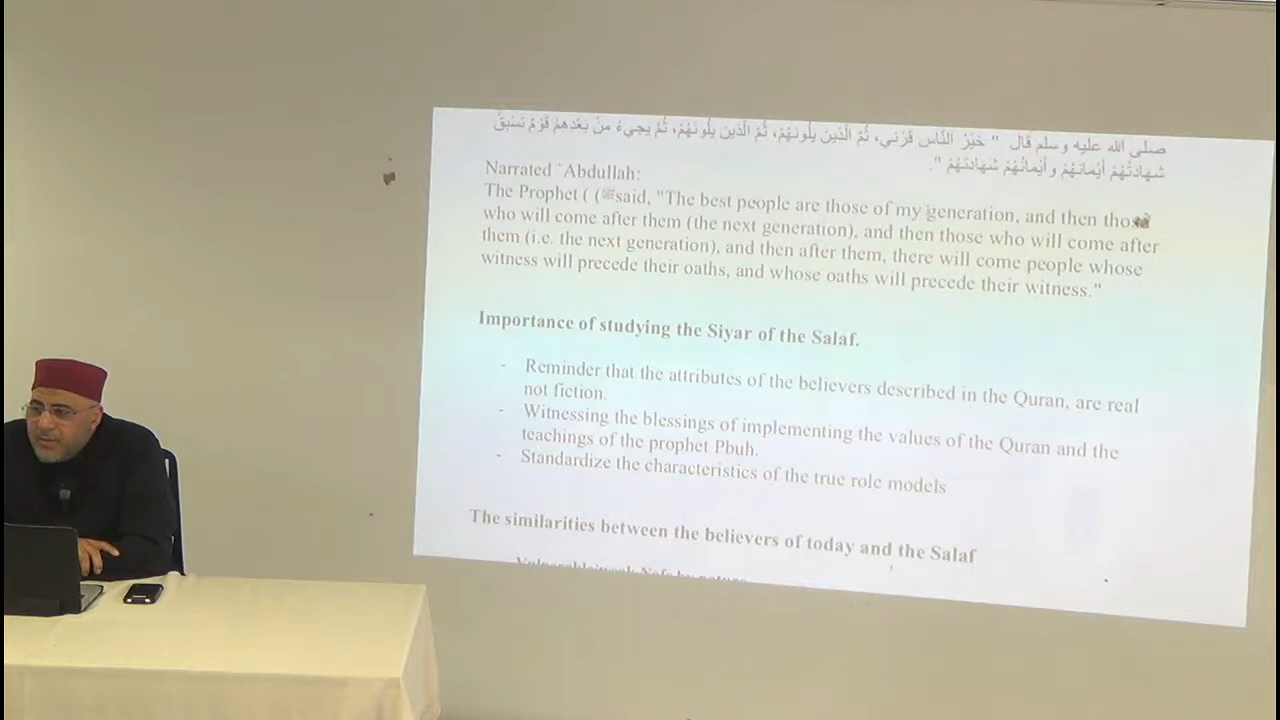 صلى الله عليه وسلم قال " خَيْرُ النَّاسِ قَرْنِي، ثُمَّ الَّذِينَ يَلُونَهُمْ، ثُمَّ الَّذِينَ يَلُونَهُمْ، ثُمَّ يَجِيءُ مِنْ بَعْدِهِمْ قَوْمٌ تَسْبِقُ
شَهَادَتُهُمْ أَيْمَانَهُمْ وَأَيْمَانُهُمْ شَهَادَتَهُمْ ".
Narrated `Abdullah:
The Prophet ( (ﷺsaid, "The best people are those of my generation, and then those
who will come after them (the next generation), and then those who will come after
them (i.e. the next generation), and then after them, there will come people whose
witness will precede their oaths, and whose oaths will precede their witness."
Importance of studying the Siyar of the Salaf.
- Reminder that the attributes of the believers described in the Quran, are real
not fiction.
- Witnessing the blessings of implementing the values of the Quran and the
teachings of the prophet Pbuh.
- Standardize the characteristics of the true role models
The similarities between the believers of today and the Salaf